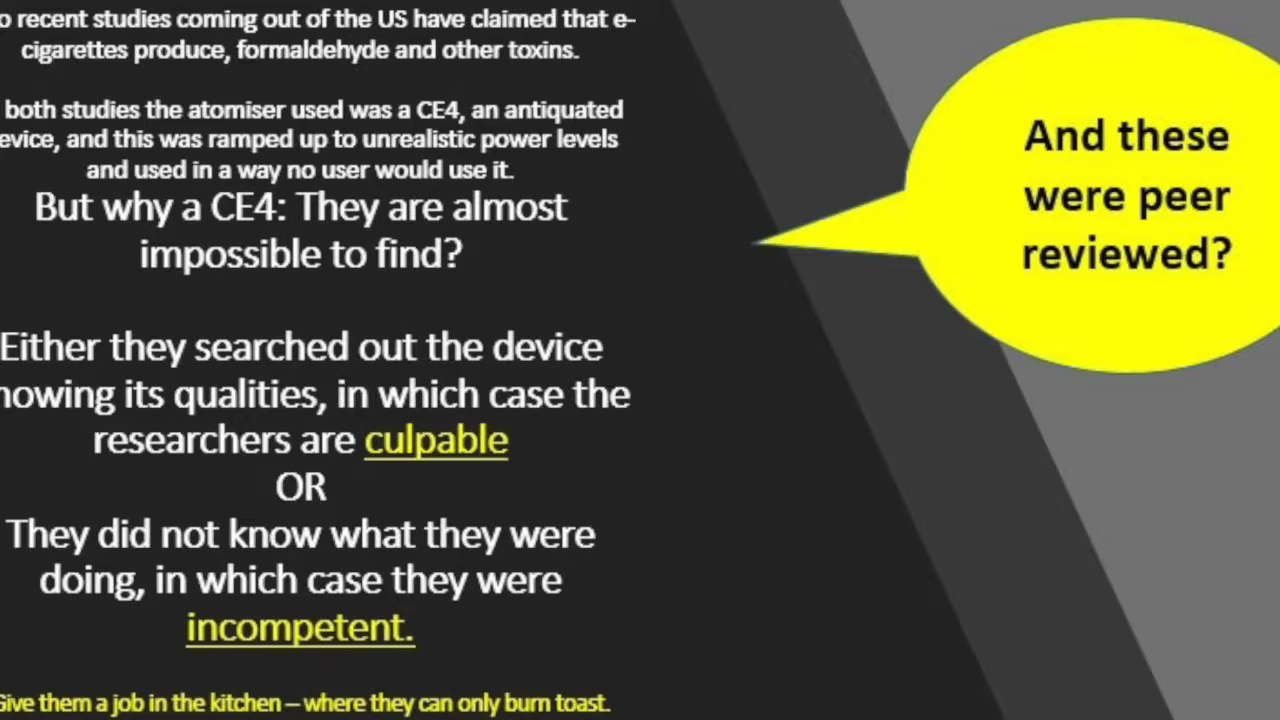 o recent studies coming out of the US have claimed that e-
cigarettes produce, formaldehyde and other toxins.
both studies the atomiser used was a CE4, an antiquated
evice, and this was ramped up to unrealistic power levels
and used in a way no user would use it.
But why a CE4: They are almost
impossible to find?
Either they searched out the device
nowing its qualities, in which case the
researchers are culpable
OR
They did not know what they were
doing, in which case they were
incompetent.
Give them a job in the kitchen – where they can only burn toast.
And these
were peer
reviewed?